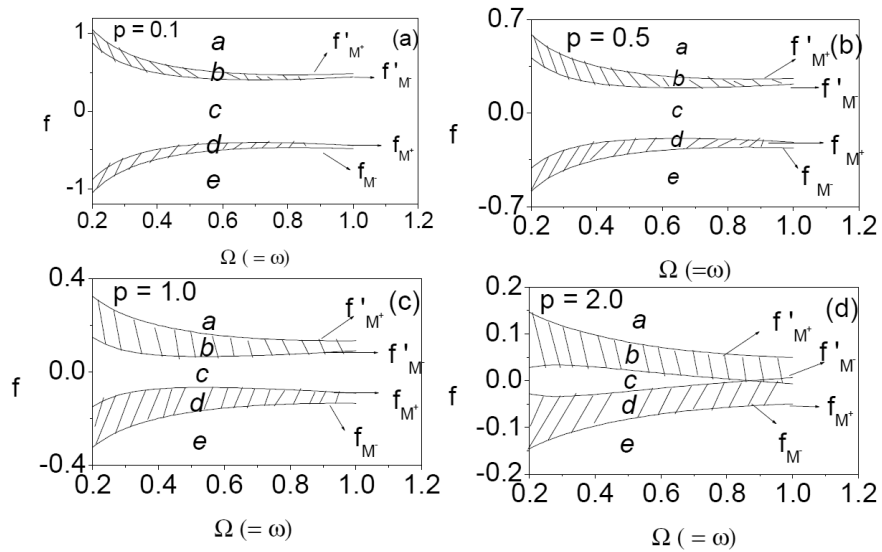 p = 0.1
(a)
1
0
-1
f
a
b
c
d
e
f'M+
f'M-
fM+
fM-
0.2 0.4 0.6 0.8 1.0 1.2
Ω (= ω)
p = 0.5
(b)
0.7
0.0
-0.7
f
a
b
c
d
e
f'M+
f'M-
fM+
fM-
0.2 0.4 0.6 0.8 1.0 1.2
Ω (=ω)
p = 1.0
(c)
0.4
0.0
-0.4
f
a
b
c
d
e
f'M+
f'M-
fM+
fM-
0.2 0.4 0.6 0.8 1.0 1.2
Ω (= ω)
p = 2.0
(d)
0.2
0.1
0.0
-0.1
-0.2
f
a
b
c
d
e
f'M+
f'M-
fM+
fM-
0.2 0.4 0.6 0.8 1.0 1.2
Ω (= ω)